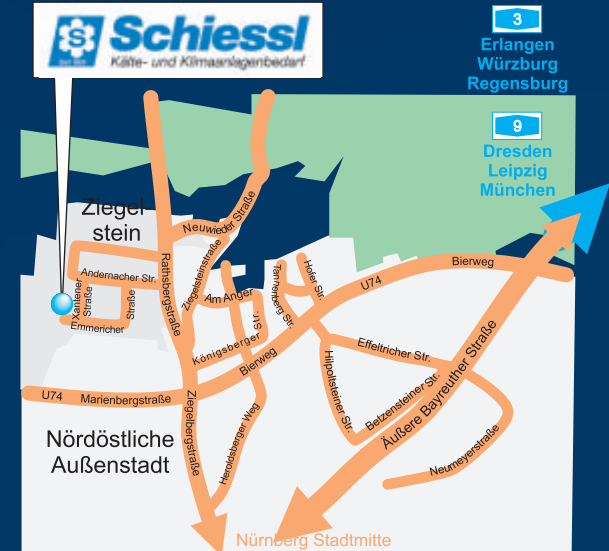 S
Schiessl
Kälte- und Klimaanlagenbedarf
3
Erlangen
Würzburg
Regensburg
9
Dresden
Leipzig
München
Ziegel-
stein
Neuwieder Straße
Ziegelsteinstraße
Rathsbergstraße
Andernacher Str.
Xantener
Straße
Straße
Emmericher
Am Anger
Tannenberg Str.
Hofer Str.
U74
Bierweg
Königsberger
Str.
Bierweg
Effeltricher Str.
Hilpoltsteiner Str.
Betzensteiner Str.
Äußere Bayreuther Straße
Neumeyerstraße
U74
Marienbergstraße
Ziegelbergstraße
Heroldsberger Weg
Nördöstliche
Außenstadt
Nürnberg Stadtmitte